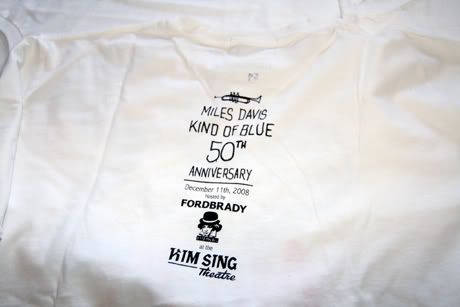 MILES DAVIS
KIND OF BLUE
50TH
ANNIVERSARY
December 11th, 2008
hosted by
FORDBRADY
at the
KIM SING
Theatre